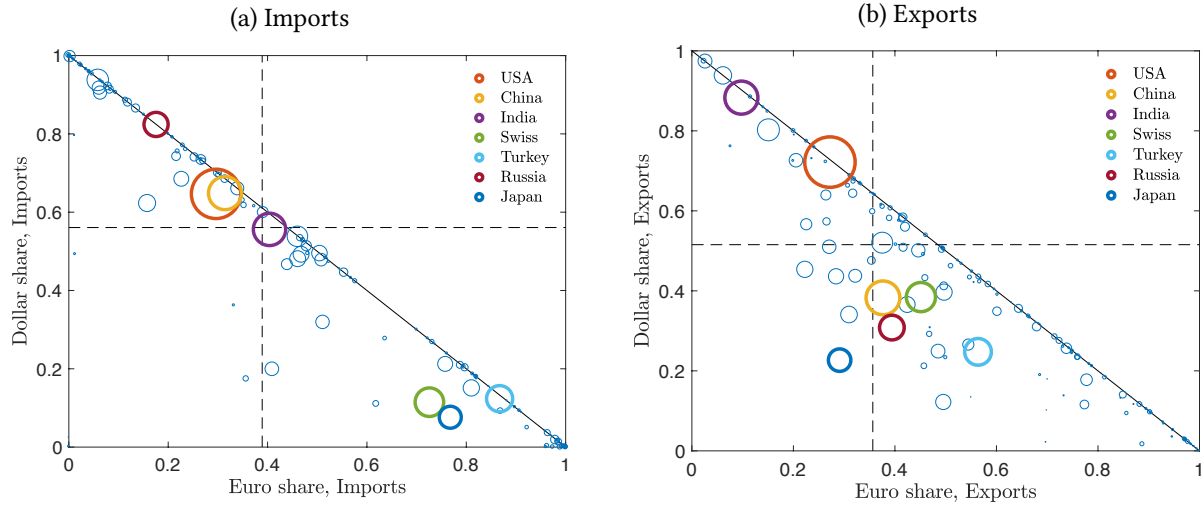 (a) Imports
Dollar share, Imports
1
0.8
0.6
0.4
0.2
0
0
0.2
0.4
0.6
0.8
1
Euro share, Imports
USA
China
India
Swiss
Turkey
Russia
Japan
(b) Exports
Dollar share, Exports
1
0.8
0.6
0.4
0.2
0
0
0.2
0.4
0.6
0.8
1
Euro share, Exports
USA
China
India
Swiss
Turkey
Russia
Japan